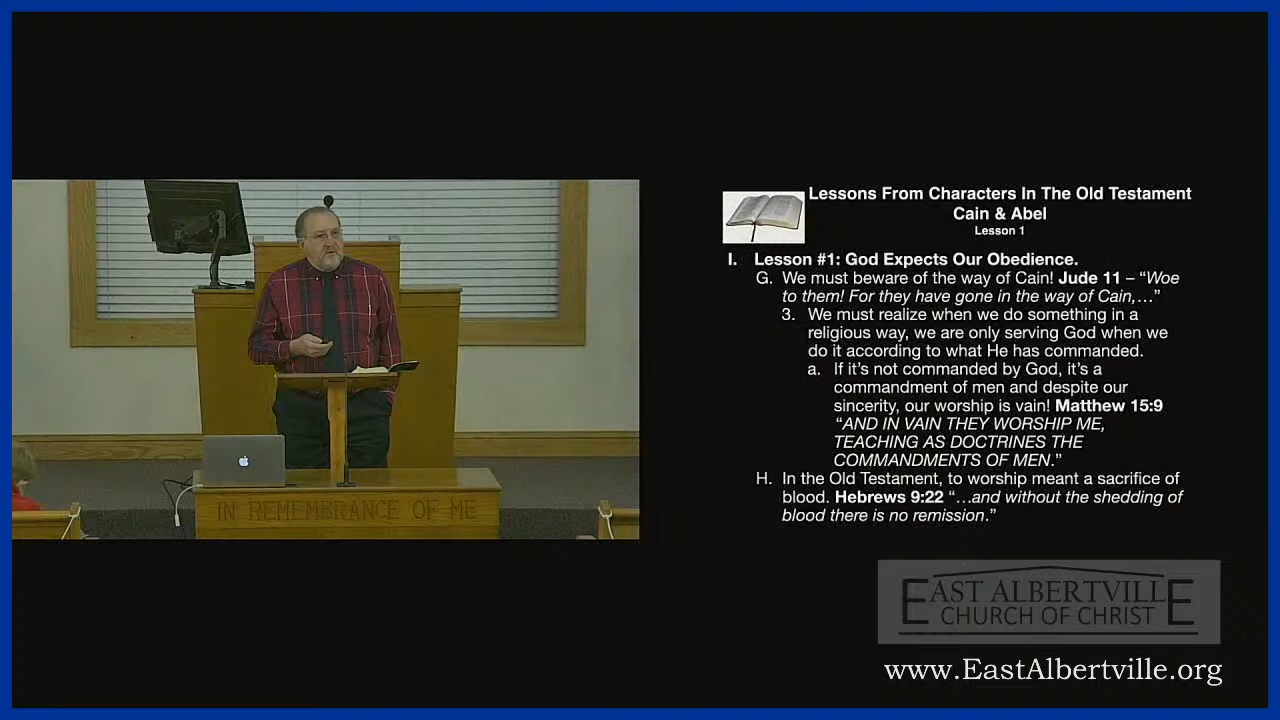 IN REMEMBRANCE OF ME
Lessons From Characters In The Old Testament
Cain & Abel
Lesson 1
I. Lesson #1: God Expects Our Obedience.
G. We must beware of the way of Cain! Jude 11 – “Woe
to them! For they have gone in the way of Cain,…”
3. We must realize when we do something in a
religious way, we are only serving God when we
do it according to what He has commanded.
a. If it’s not commanded by God, it’s a
commandment of men and despite our
sincerity, our worship is vain! Matthew 15:9
“AND IN VAIN THEY WORSHIP ME,
TEACHING AS DOCTRINES THE
COMMANDMENTS OF MEN.”
H. In the Old Testament, to worship meant a sacrifice of
blood. Hebrews 9:22 “…and without the shedding of
blood there is no remission.”
EAST ALBERTVILLE
CHURCH OF CHRIST
www.EastAlbertville.org